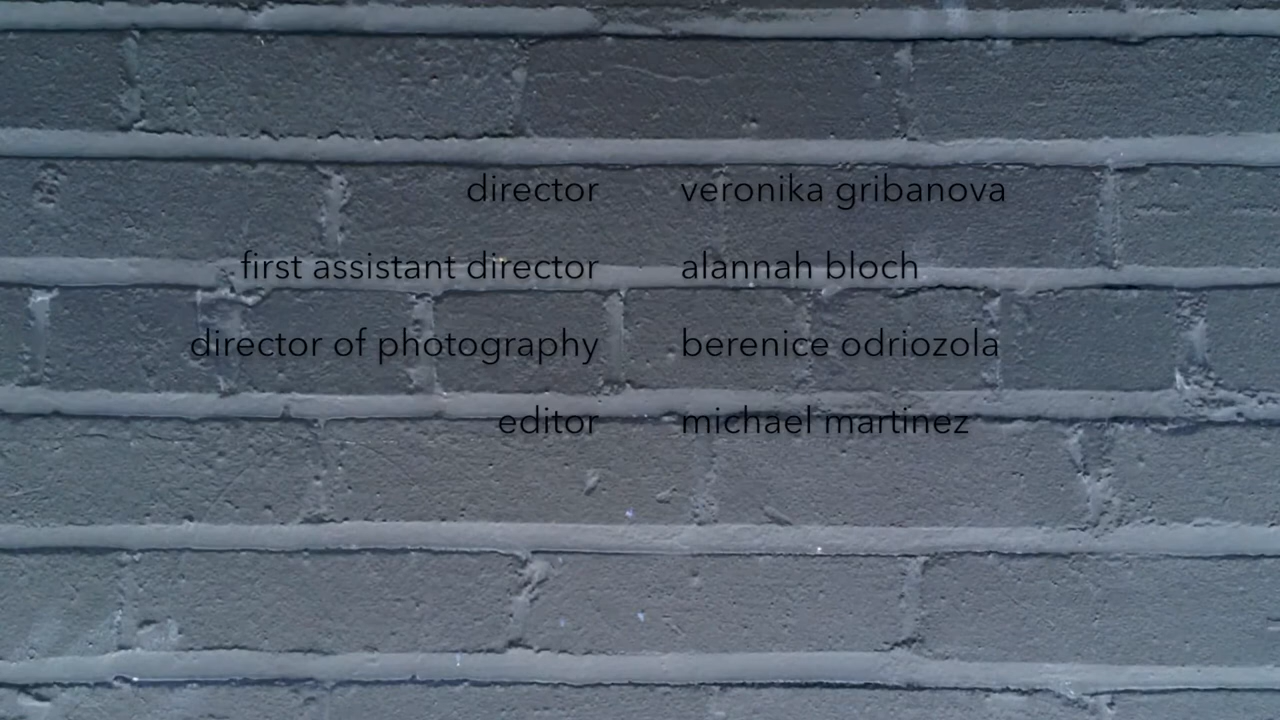 director veronika gribanova
first assistant director alannah bloch
director of photography berenice odriozola
editor michael martinez